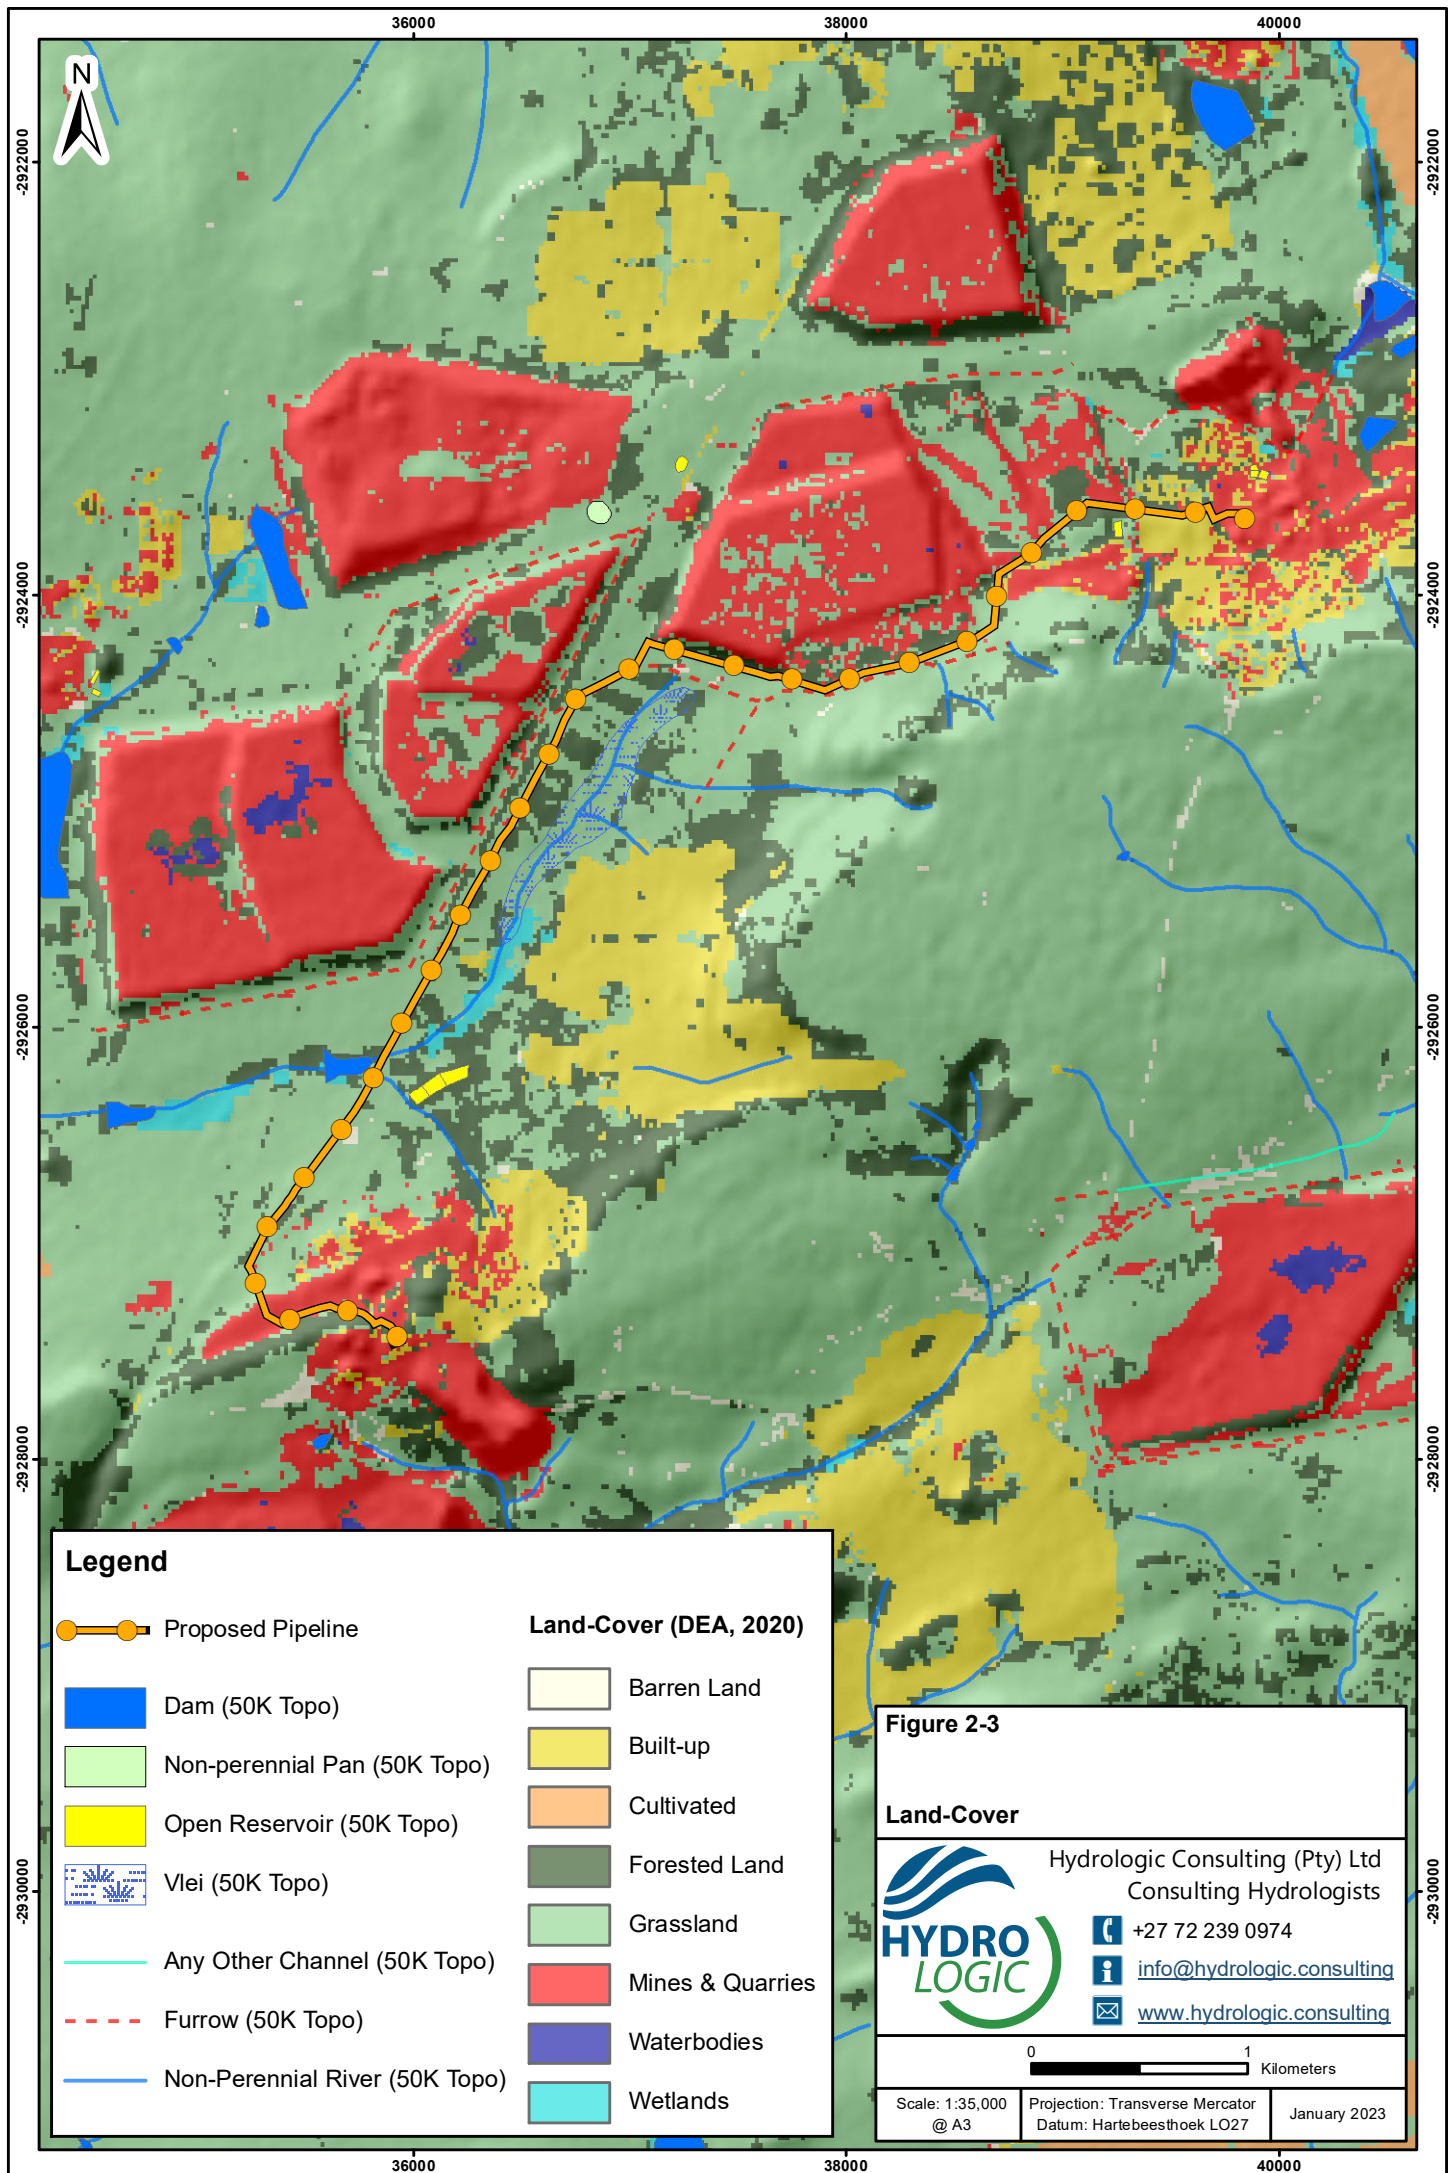 36000
38000
40000
N
-2922000
-2922000
-2924000
-2924000
-2926000
-2926000
-2928000
-2928000
-2930000
-2930000
Legend
Proposed Pipeline
Dam (50K Topo)
Non-perennial Pan (50K Topo)
Open Reservoir (50K Topo)
Vlei (50K Topo)
Any Other Channel (50K Topo)
Furrow (50K Topo)
Non-Perennial River (50K Topo)
Land-Cover (DEA, 2020)
Barren Land
Built-up
Cultivated
Forested Land
Grassland
Mines & Quarries
Waterbodies
Wetlands
Figure 2-3
Land-Cover
HYDRO
LOGIC
Hydrologic Consulting (Pty) Ltd
Consulting Hydrologists
+27 72 239 0974
info@hydrologic.consulting
www.hydrologic.consulting
0 1
Kilometers
Scale: 1:35,000
@ A3
Projection: Transverse Mercator
Datum: Hartebeesthoek LO27
January 2023
36000
38000
40000